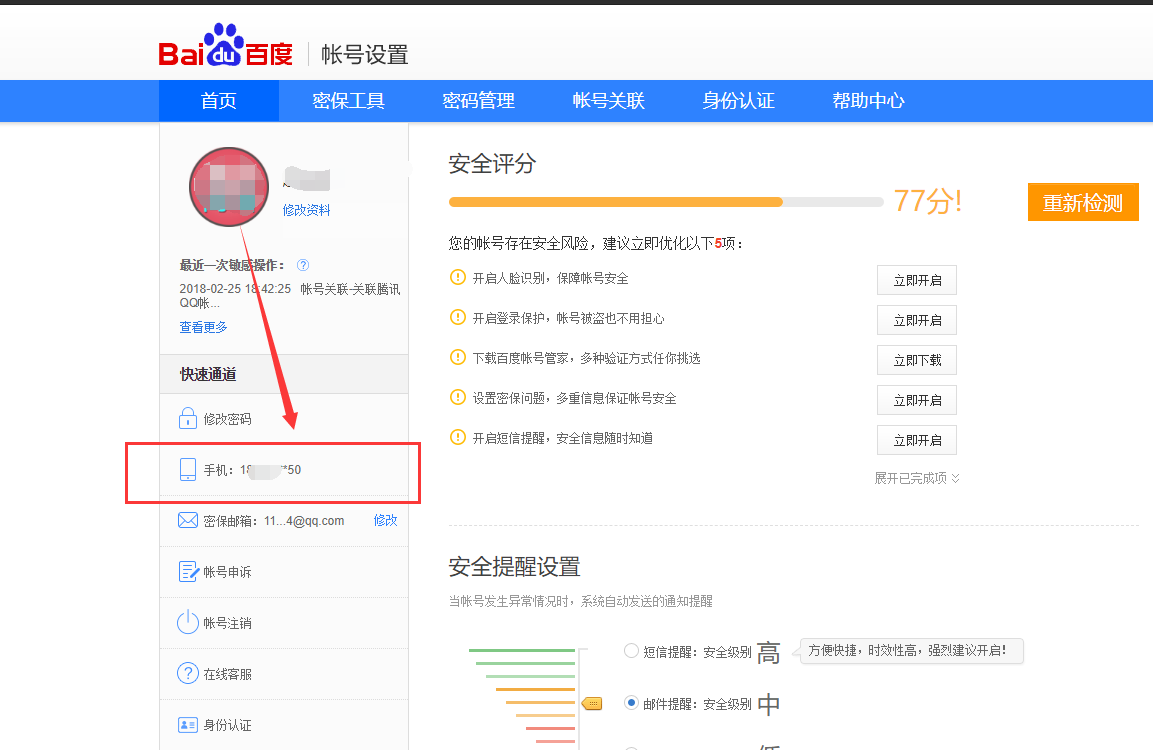 Bai du 百度 帐号设置
首页 密保工具 密码管理 帐号关联 身份认证 帮助中心
修改资料
最近一次敏感操作： ?
2018-02-25 18:42:25 帐号关联-关联腾讯
QQ帐...
查看更多
快速通道
修改密码
手机：18 *50
密保邮箱：11...4@qq.com 修改
帐号申诉
帐号注销
在线客服
身份认证
安全评分
77分! 重新检测
您的帐号存在安全风险，建议立即优化以下5项：
开启人脸识别，保障帐号安全 立即开启
开启登录保护，帐号被盗也不用担心 立即开启
下载百度帐号管家，多种验证方式任你挑选 立即下载
设置密保问题，多重信息保证帐号安全 立即开启
开启短信提醒，安全信息随时知道 立即开启
展开已完成项
安全提醒设置
当帐号发生异常情况时，系统自动发送的通知提醒
短信提醒：安全级别 高 方便快捷，时效性高，强烈建议开启！
邮件提醒：安全级别 中